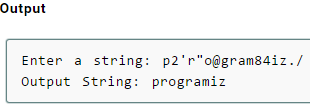 Output
Enter a string: p2'r"o@gram84iz./
Output String: programiz